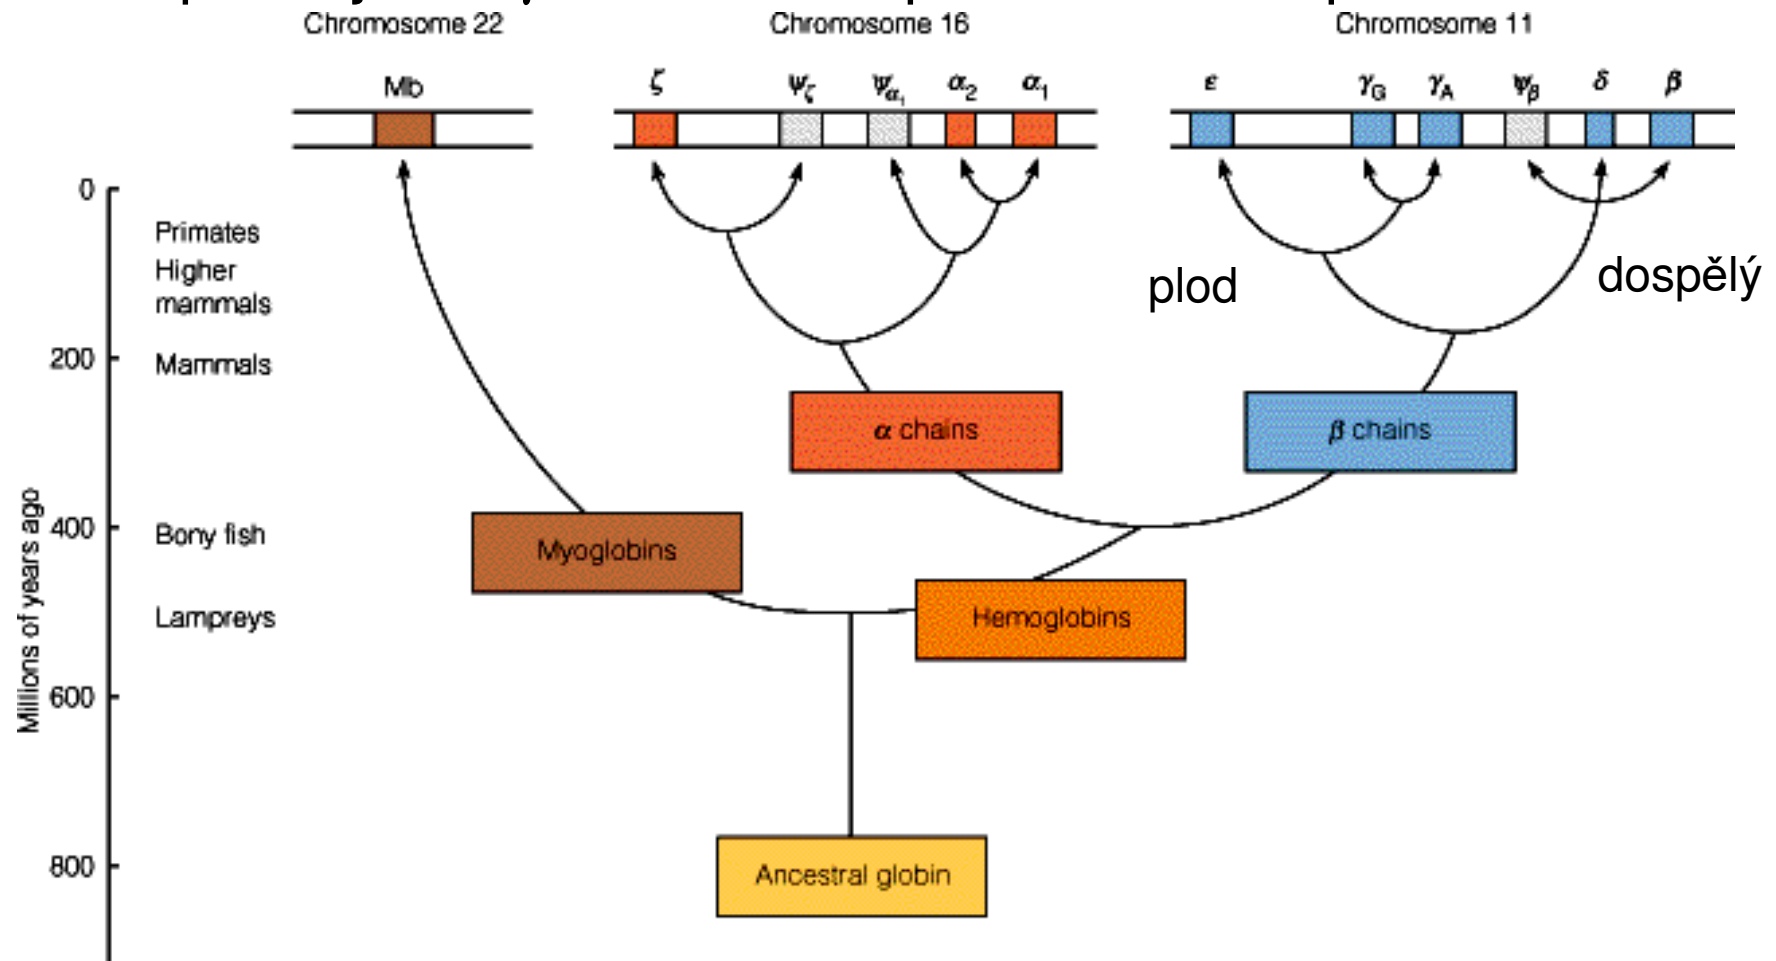 Chromosome 22
Chromosome 16
Chromosome 11
Mb
ζ ψζ ψα1 α2 α1
ε γG γA ψβ δ β
0
Primates
Higher
mammals
plod
dospělý
200
Mammals
α chains
β chains
Millions of years ago
400
Bony fish
Myoglobins
Lampreys
Hemoglobins
600
800
Ancestral globin